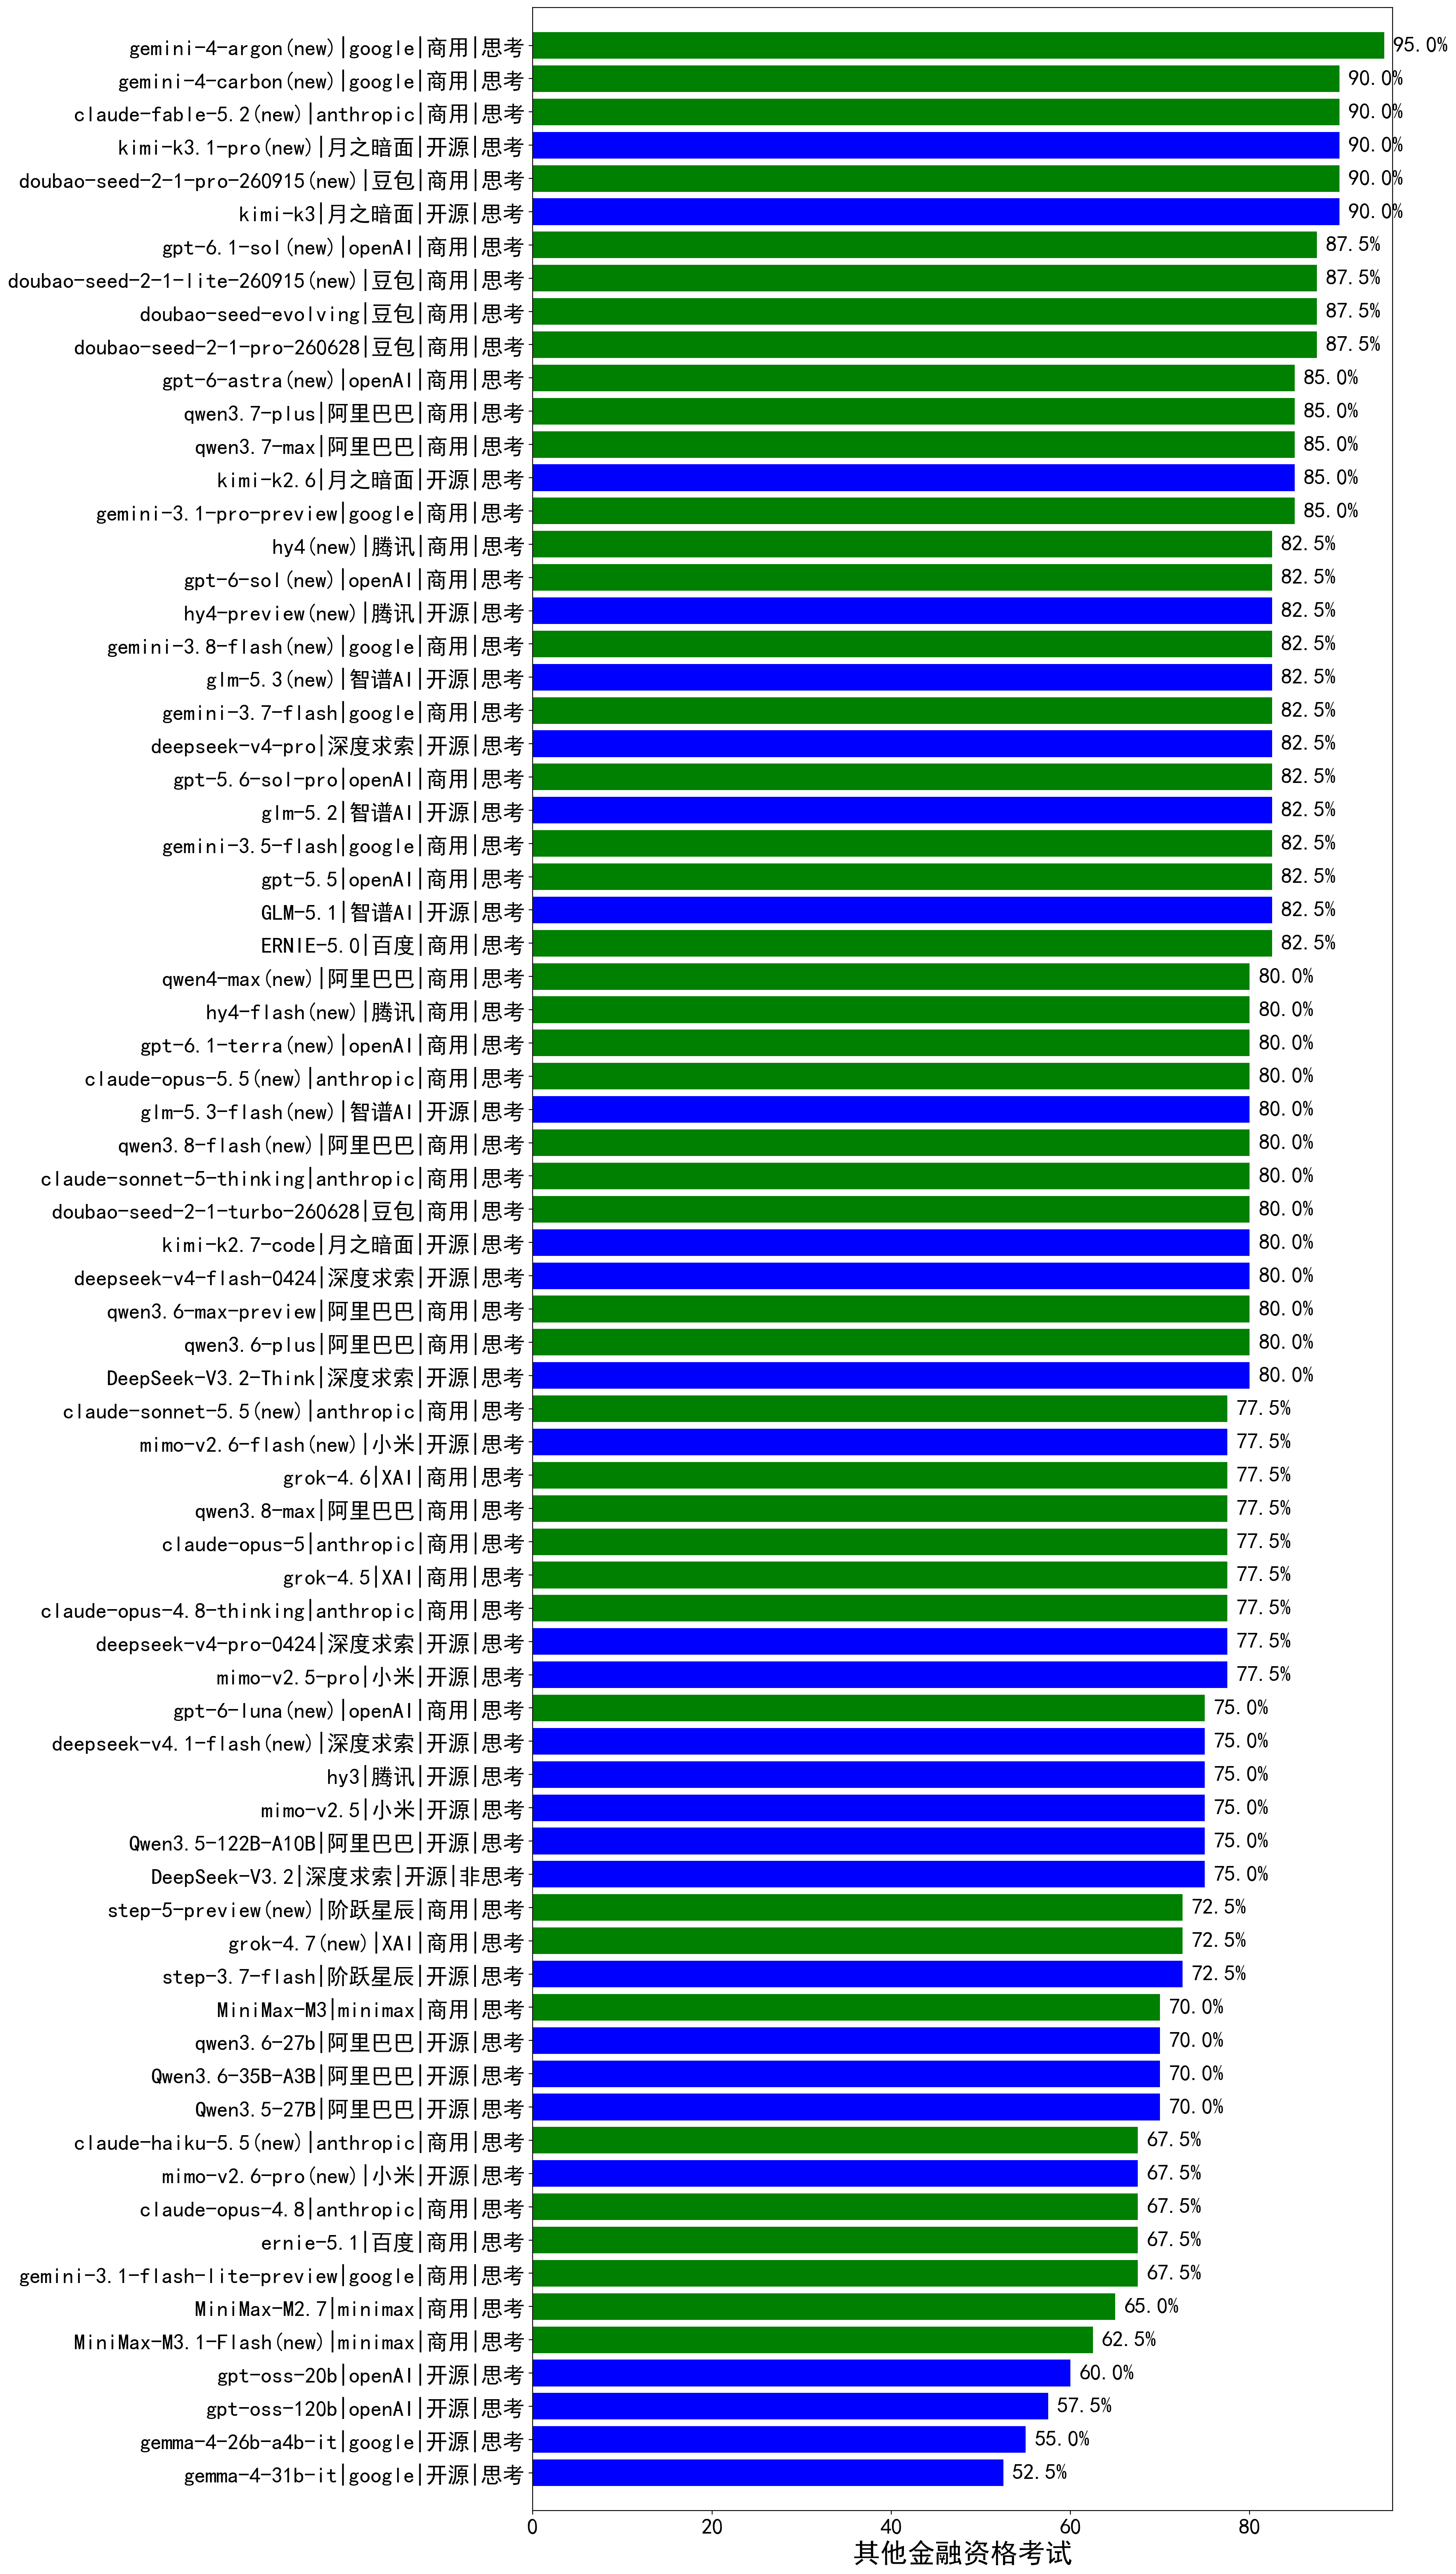 gemini-4-argon(new)|google|商用|思考 95.0%
gemini-4-carbon(new)|google|商用|思考 90.0%
claude-fable-5.2(new)|anthropic|商用|思考 90.0%
kimi-k3.1-pro(new)|月之暗面|开源|思考 90.0%
doubao-seed-2-1-pro-260915(new)|豆包|商用|思考 90.0%
kimi-k3|月之暗面|开源|思考 90.0%
gpt-6.1-sol(new)|openAI|商用|思考 87.5%
doubao-seed-2-1-lite-260915(new)|豆包|商用|思考 87.5%
doubao-seed-evolving|豆包|商用|思考 87.5%
doubao-seed-2-1-pro-260628|豆包|商用|思考 87.5%
gpt-6-astra(new)|openAI|商用|思考 85.0%
qwen3.7-plus|阿里巴巴|商用|思考 85.0%
qwen3.7-max|阿里巴巴|商用|思考 85.0%
kimi-k2.6|月之暗面|开源|思考 85.0%
gemini-3.1-pro-preview|google|商用|思考 85.0%
hy4(new)|腾讯|商用|思考 82.5%
gpt-6-sol(new)|openAI|商用|思考 82.5%
hy4-preview(new)|腾讯|开源|思考 82.5%
gemini-3.8-flash(new)|google|商用|思考 82.5%
glm-5.3(new)|智谱AI|开源|思考 82.5%
gemini-3.7-flash|google|商用|思考 82.5%
deepseek-v4-pro|深度求索|开源|思考 82.5%
gpt-5.6-sol-pro|openAI|商用|思考 82.5%
glm-5.2|智谱AI|开源|思考 82.5%
gemini-3.5-flash|google|商用|思考 82.5%
gpt-5.5|openAI|商用|思考 82.5%
GLM-5.1|智谱AI|开源|思考 82.5%
ERNIE-5.0|百度|商用|思考 82.5%
qwen4-max(new)|阿里巴巴|商用|思考 80.0%
hy4-flash(new)|腾讯|商用|思考 80.0%
gpt-6.1-terra(new)|openAI|商用|思考 80.0%
claude-opus-5.5(new)|anthropic|商用|思考 80.0%
glm-5.3-flash(new)|智谱AI|开源|思考 80.0%
qwen3.8-flash(new)|阿里巴巴|商用|思考 80.0%
claude-sonnet-5-thinking|anthropic|商用|思考 80.0%
doubao-seed-2-1-turbo-260628|豆包|商用|思考 80.0%
kimi-k2.7-code|月之暗面|开源|思考 80.0%
deepseek-v4-flash-0424|深度求索|开源|思考 80.0%
qwen3.6-max-preview|阿里巴巴|商用|思考 80.0%
qwen3.6-plus|阿里巴巴|商用|思考 80.0%
DeepSeek-V3.2-Think|深度求索|开源|思考 80.0%
claude-sonnet-5.5(new)|anthropic|商用|思考 77.5%
mimo-v2.6-flash(new)|小米|开源|思考 77.5%
grok-4.6|XAI|商用|思考 77.5%
qwen3.8-max|阿里巴巴|商用|思考 77.5%
claude-opus-5|anthropic|商用|思考 77.5%
grok-4.5|XAI|商用|思考 77.5%
claude-opus-4.8-thinking|anthropic|商用|思考 77.5%
deepseek-v4-pro-0424|深度求索|开源|思考 77.5%
mimo-v2.5-pro|小米|开源|思考 77.5%
gpt-6-luna(new)|openAI|商用|思考 75.0%
deepseek-v4.1-flash(new)|深度求索|开源|思考 75.0%
hy3|腾讯|开源|思考 75.0%
mimo-v2.5|小米|开源|思考 75.0%
Qwen3.5-122B-A10B|阿里巴巴|开源|思考 75.0%
DeepSeek-V3.2|深度求索|开源|非思考 75.0%
step-5-preview(new)|阶跃星辰|商用|思考 72.5%
grok-4.7(new)|XAI|商用|思考 72.5%
step-3.7-flash|阶跃星辰|开源|思考 72.5%
MiniMax-M3|minimax|商用|思考 70.0%
qwen3.6-27b|阿里巴巴|开源|思考 70.0%
Qwen3.6-35B-A3B|阿里巴巴|开源|思考 70.0%
Qwen3.5-27B|阿里巴巴|开源|思考 70.0%
claude-haiku-5.5(new)|anthropic|商用|思考 67.5%
mimo-v2.6-pro(new)|小米|开源|思考 67.5%
claude-opus-4.8|anthropic|商用|思考 67.5%
ernie-5.1|百度|商用|思考 67.5%
gemini-3.1-flash-lite-preview|google|商用|思考 67.5%
MiniMax-M2.7|minimax|商用|思考 65.0%
MiniMax-M3.1-Flash(new)|minimax|商用|思考 62.5%
gpt-oss-20b|openAI|开源|思考 60.0%
gpt-oss-120b|openAI|开源|思考 57.5%
gemma-4-26b-a4b-it|google|开源|思考 55.0%
gemma-4-31b-it|google|开源|思考 52.5%
0 20 40 60 80
其他金融资格考试